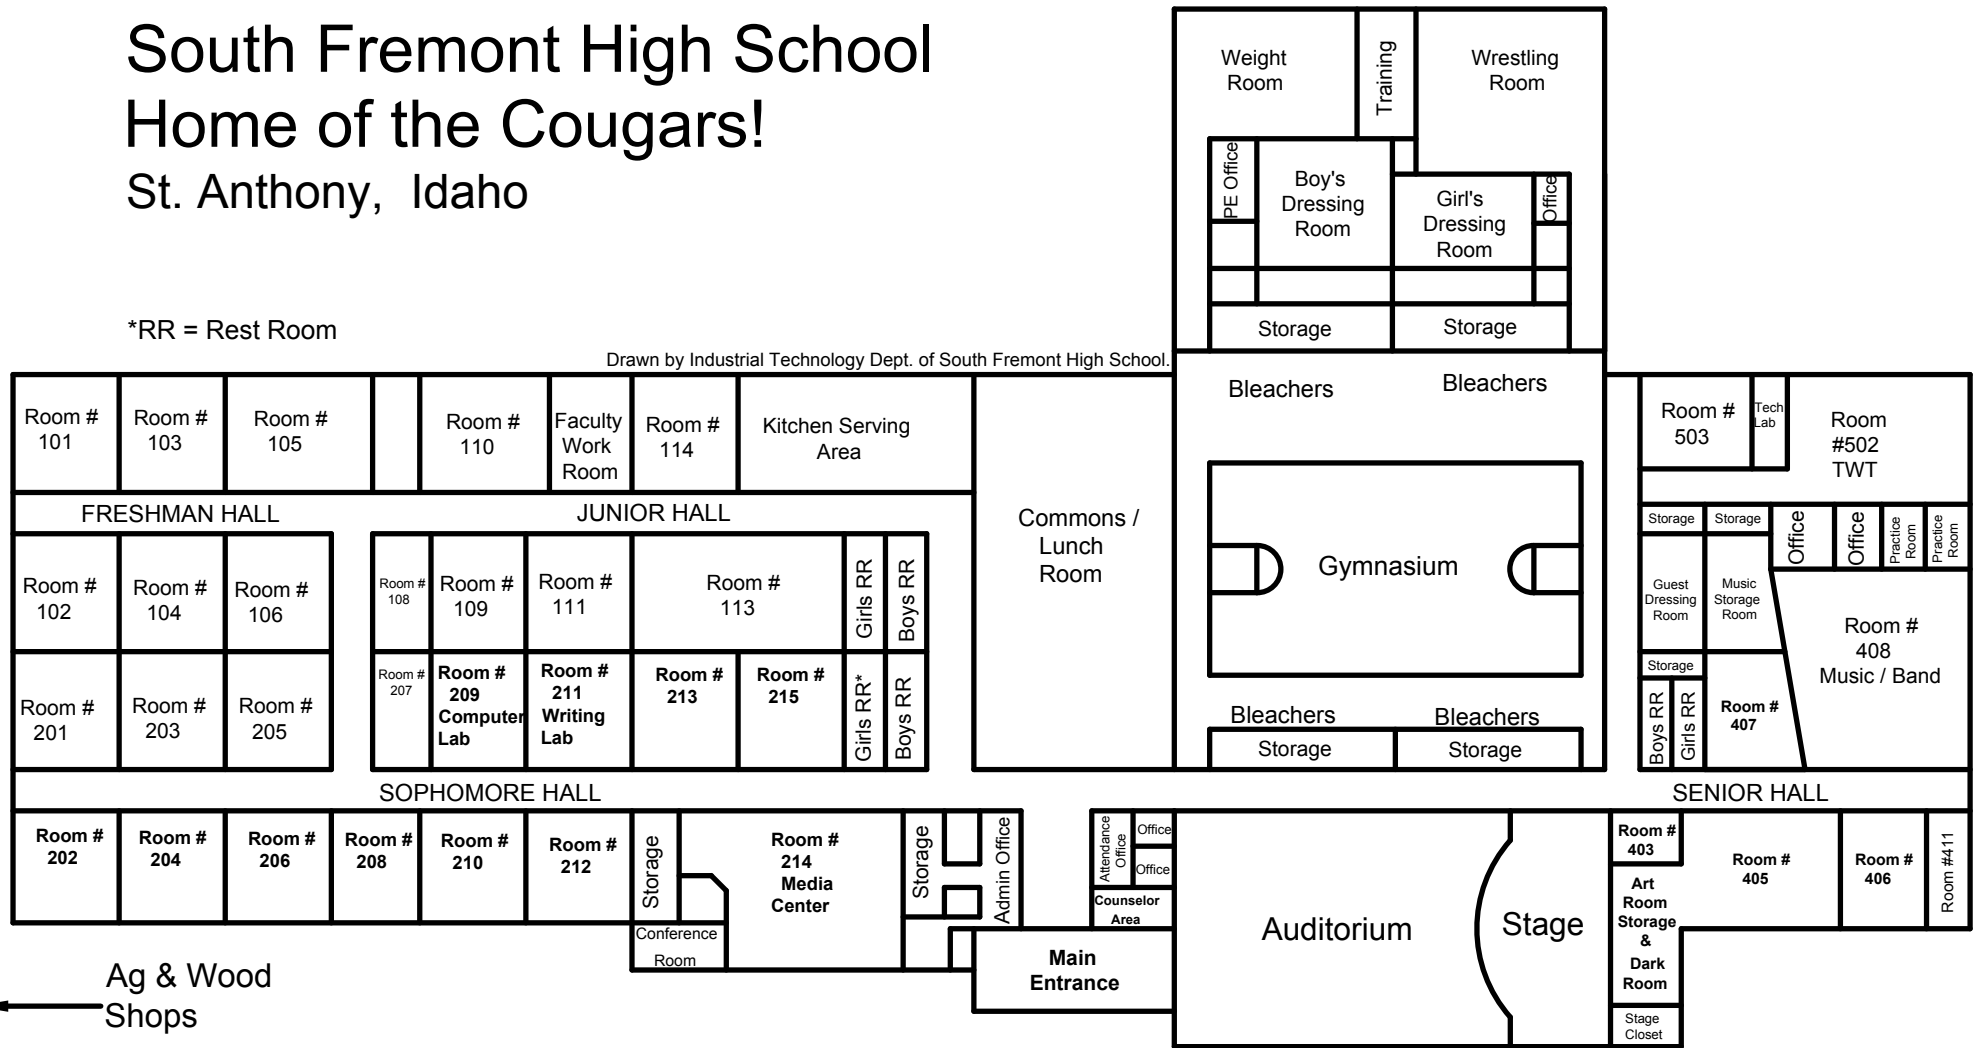 South Fremont High School
Home of the Cougars!
St. Anthony, Idaho
*RR = Rest Room
Drawn by Industrial Technology Dept. of South Fremont High School.
Weight
Room
Training
Wrestling
Room
PE Office
Boy's
Dressing
Room
Girl's
Dressing
Room
Office
Storage
Storage
Room #
101
Room #
103
Room #
105
Room #
110
Faculty
Work
Room
Room #
114
Kitchen Serving
Area
FRESHMAN HALL
JUNIOR HALL
Room #
102
Room #
104
Room #
106
Room #
108
Room #
109
Room #
111
Room #
113
Girls RR
Boys RR
Room #
201
Room #
203
Room #
205
Room #
207
Room #
209
Computer
Lab
Room #
211
Writing
Lab
Room #
213
Room #
215
Girls RR*
Boys RR
SOPHOMORE HALL
Room #
202
Room #
204
Room #
206
Room #
208
Room #
210
Room #
212
Storage
Conference
Room
Room #
214
Media
Center
Storage
Admin Office
Ag & Wood
Shops
Commons /
Lunch
Room
Bleachers
Bleachers
Gymnasium
Bleachers
Bleachers
Storage
Storage
Attendance
Office
Office
Office
Counselor
Area
Main
Entrance
Auditorium
Stage
Room #
503
Tech
Lab
Room
#502
TWT
Storage
Storage
Office
Office
Practice
Room
Practice
Room
Guest
Dressing
Room
Music
Storage
Room
Room #
408
Music / Band
Storage
Boys RR
Girls RR
Room #
407
SENIOR HALL
Room #
403
Art
Room
Storage
&
Dark
Room
Stage
Closet
Room #
405
Room #
406
Room #411